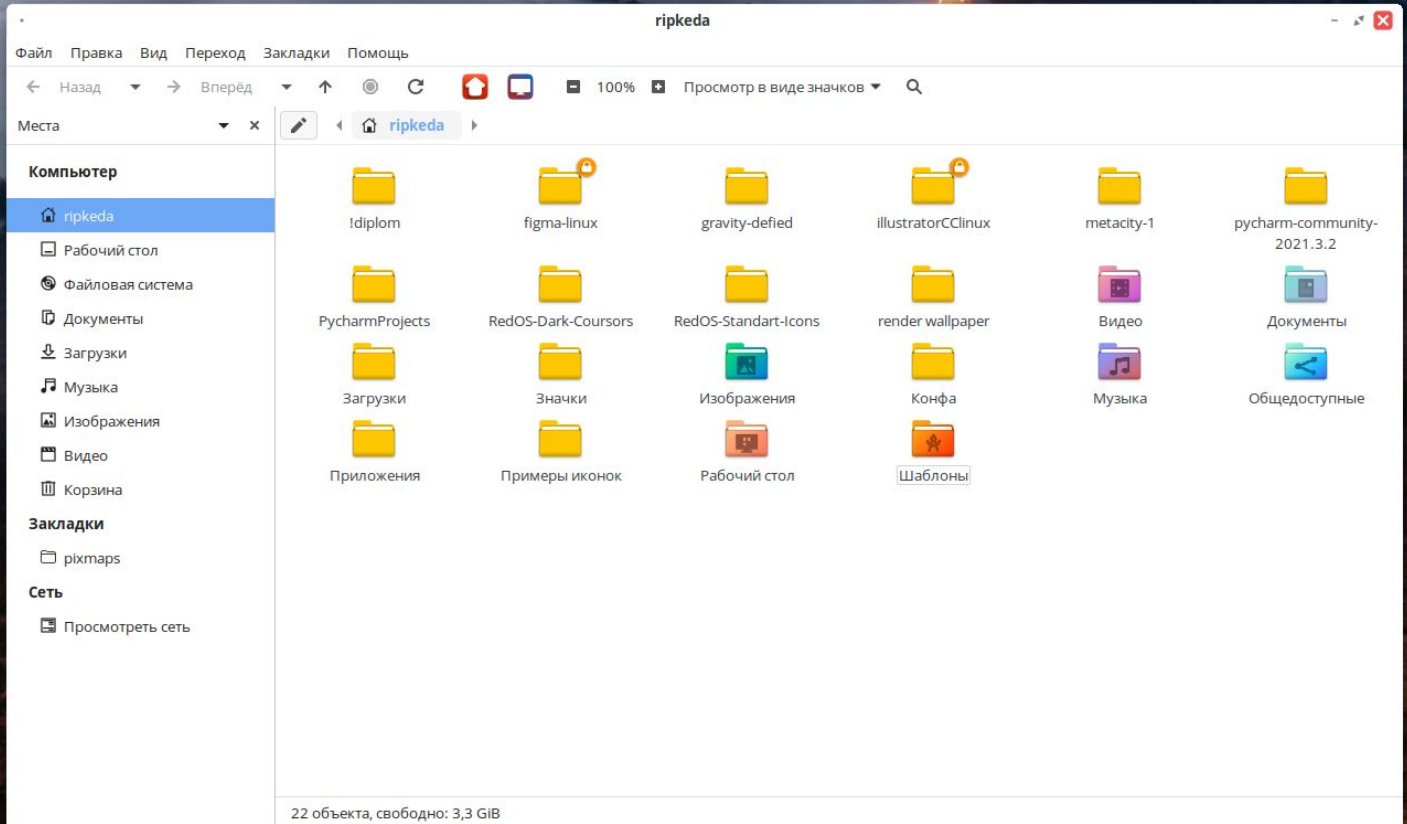 ripkeda
Файл Правка Вид Переход Закладки Помощь
Назад Вперёд 100% Просмотр в виде значков
Места
ripkeda
Компьютер
ripkeda
Рабочий стол
Файловая система
Документы
Загрузки
Музыка
Изображения
Видео
Корзина
Закладки
pixmaps
Сеть
Просмотреть сеть
!diplom figma-linux gravity-defied illustratorCClinux metacity-1 pycharm-community-
2021.3.2
PycharmProjects RedOS-Dark-Coursors RedOS-Standart-Icons render wallpaper Видео Документы
Загрузки Значки Изображения Конфа Музыка Общедоступные
Приложения Примеры иконок Рабочий стол Шаблоны
22 объекта, свободно: 3,3 GiB